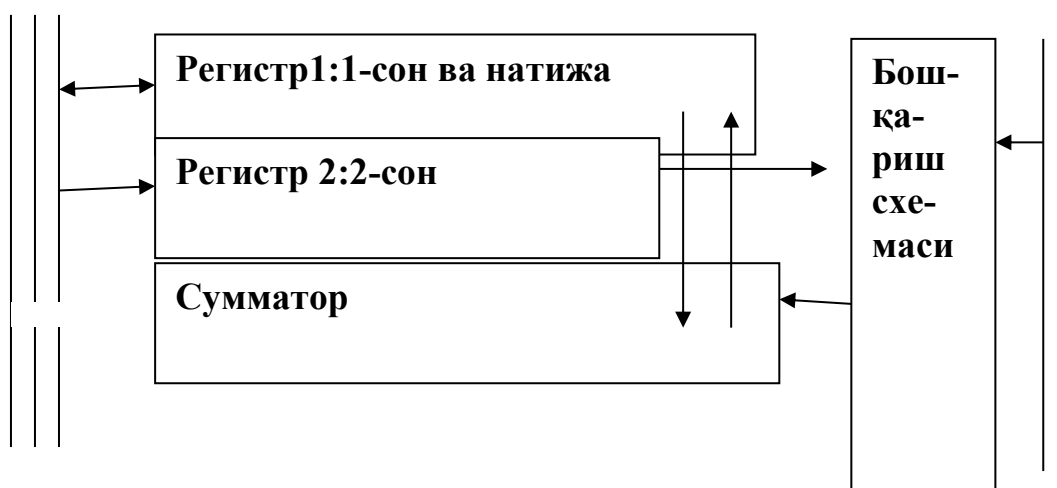 Регистр1:1-сон ва натижа
Регистр 2:2-сон
Сумматор
Бош-
қа-
риш
схе-
маси